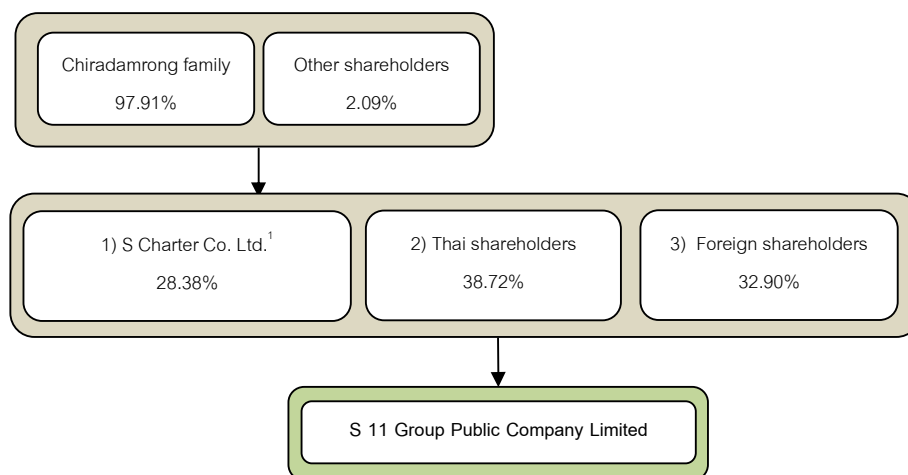 Chiradamrong family
97.91%
Other shareholders
2.09%
1) S Charter Co. Ltd.1
28.38%
2) Thai shareholders
38.72%
3) Foreign shareholders
32.90%
S 11 Group Public Company Limited